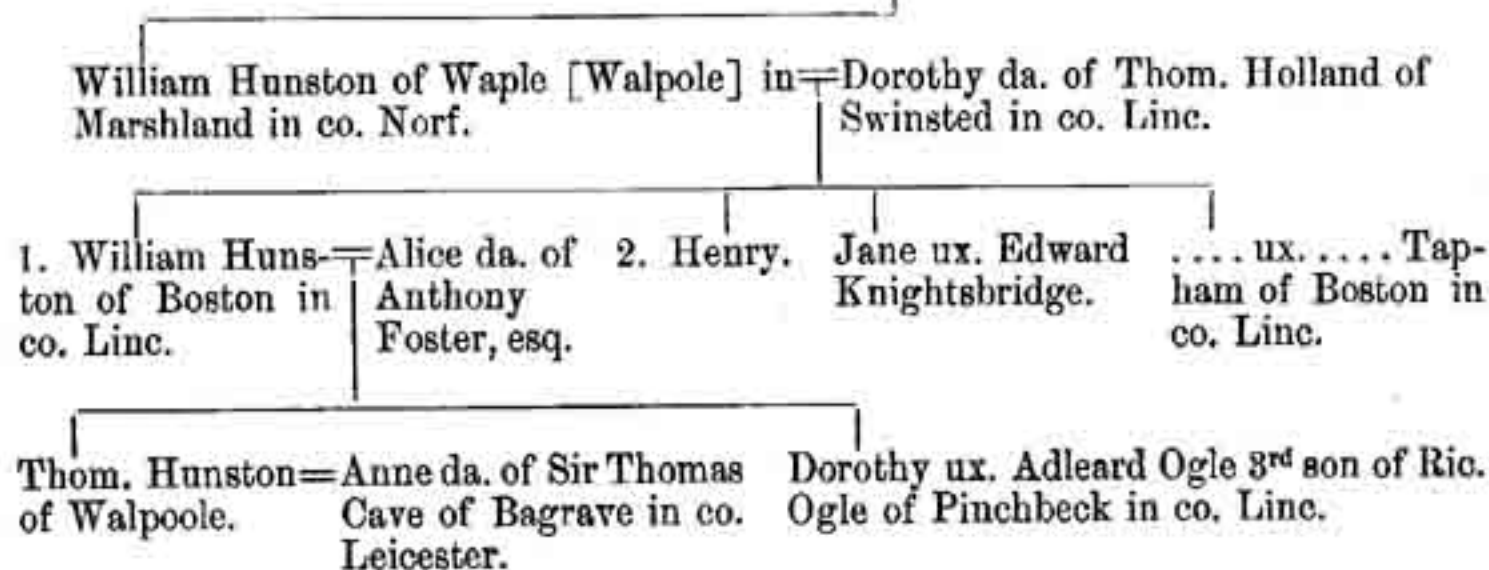 William Hunston of Waple [Walpole] in=Dorothy da. of Thom. Holland of
Marshland in co. Norf. Swinsted in co. Linc.
1. William Huns-=Alice da. of 2. Henry. Jane ux. Edward .... ux..... Tap-
ton of Boston in Anthony Knightsbridge. ham of Boston in
co. Linc. Foster, esq. co. Linc.
Thom. Hunston=Anne da. of Sir Thomas Dorothy ux. Adleard Ogle 3rd son of Ric.
of Walpoole. Cave of Bagrave in co. Ogle of Pinchbeck in co. Linc.
Leicester.